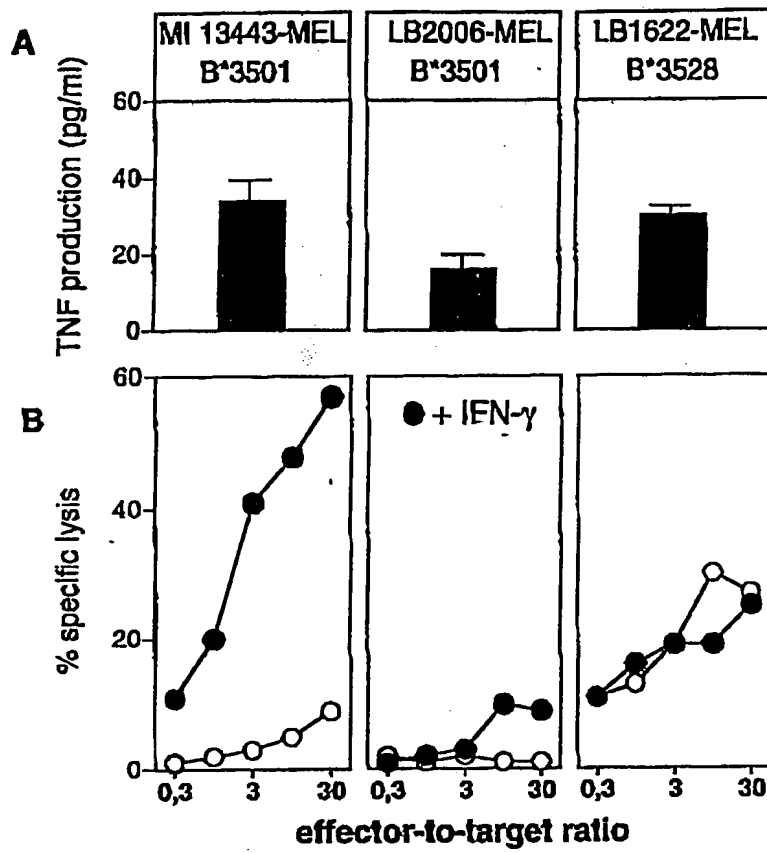 A
MI 13443-MEL
B*3501
LB2006-MEL
B*3501
LB1622-MEL
B*3528
TNF production (pg/ml)
60
40
20
0
B
% specific lysis
60
40
20
0
● + IFN-γ
0,3 3 30
0,3 3 30
0,3 3 30
effector-to-target ratio